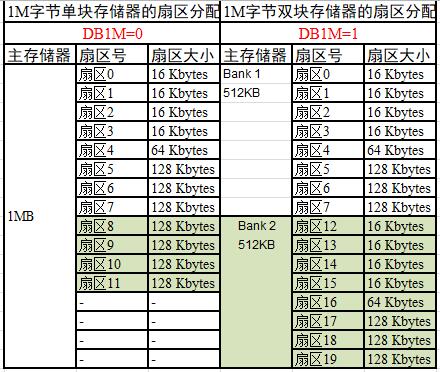 1M字节单块存储器的扇区分配 1M字节双块存储器的扇区分配
DB1M=0 DB1M=1
主存储器 扇区号 扇区大小 主存储器 扇区号 扇区大小
扇区0 16 Kbytes Bank 1 扇区0 16 Kbytes
扇区1 16 Kbytes 512KB 扇区1 16 Kbytes
扇区2 16 Kbytes 扇区2 16 Kbytes
扇区3 16 Kbytes 扇区3 16 Kbytes
扇区4 64 Kbytes 扇区4 64 Kbytes
扇区5 128 Kbytes 扇区5 128 Kbytes
扇区6 128 Kbytes 扇区6 128 Kbytes
扇区7 128 Kbytes 扇区7 128 Kbytes
1MB 扇区8 128 Kbytes Bank 2 扇区12 16 Kbytes
扇区9 128 Kbytes 512KB 扇区13 16 Kbytes
扇区10 128 Kbytes 扇区14 16 Kbytes
扇区11 128 Kbytes 扇区15 16 Kbytes
- - 扇区16 64 Kbytes
- - 扇区17 128 Kbytes
- - 扇区18 128 Kbytes
- - 扇区19 128 Kbytes